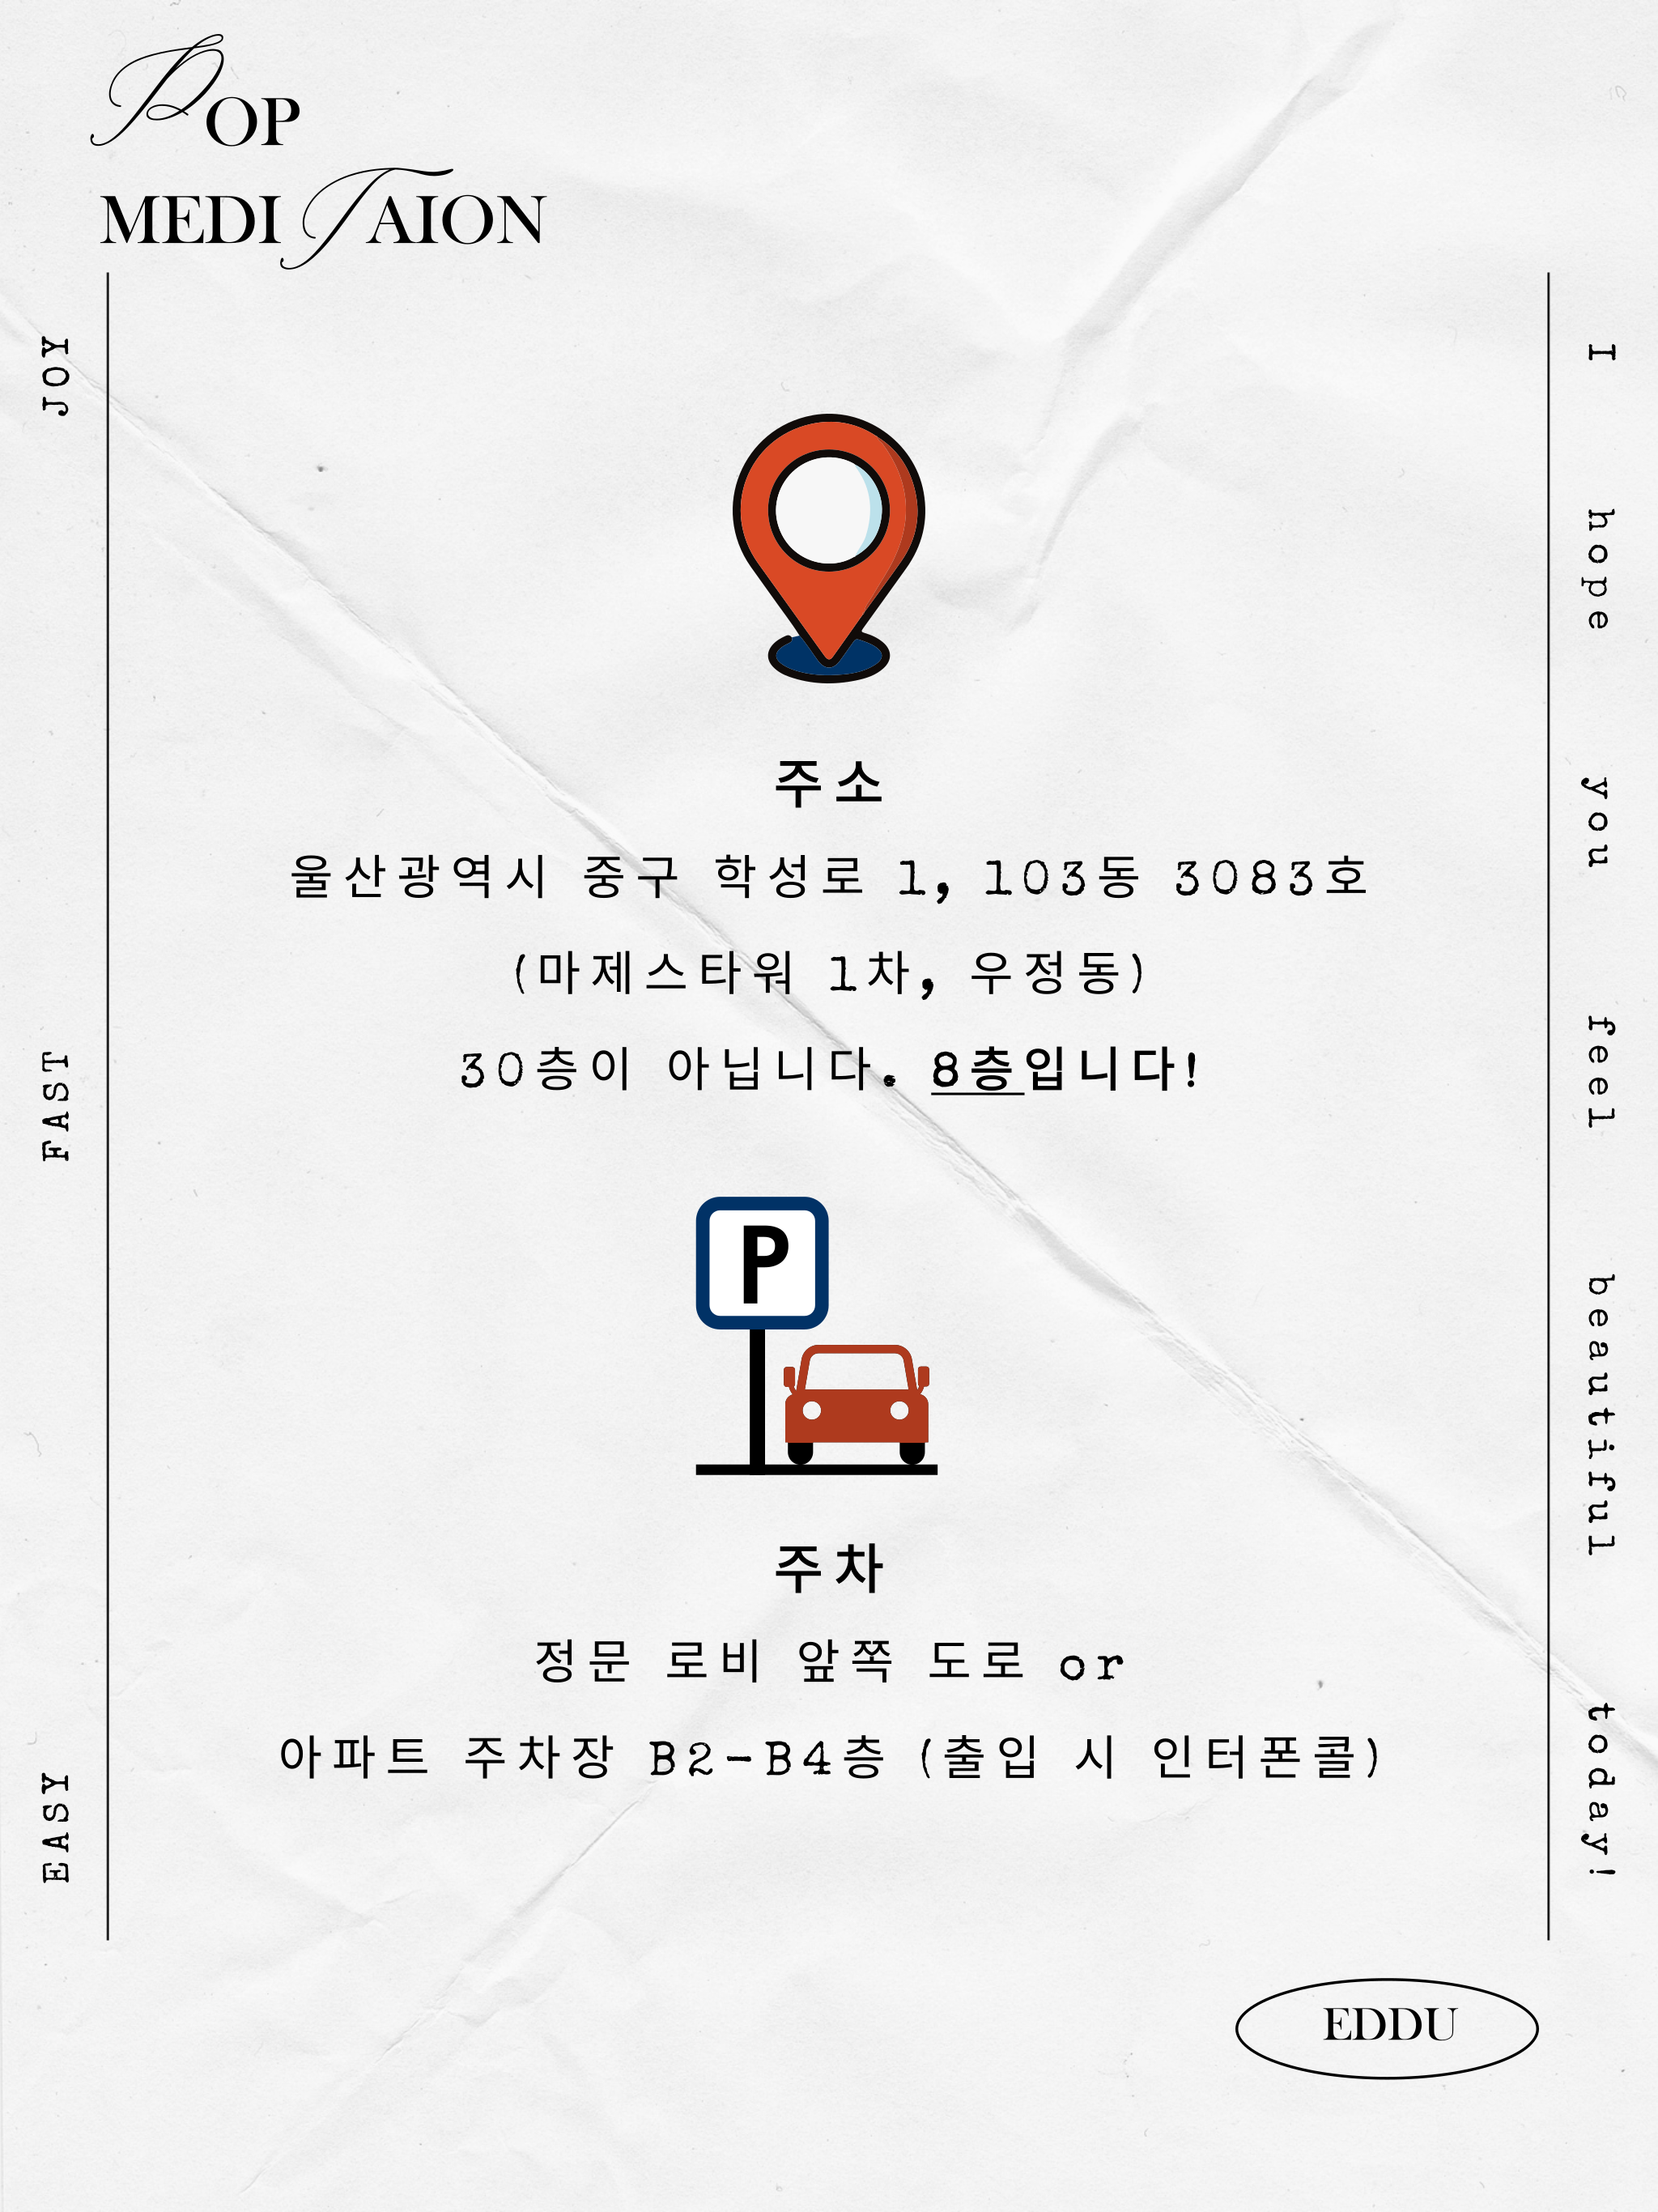 POP
MEDITAION
JOY
FAST
EASY
주소
울산광역시 중구 학성로 1, 103동 3083호
(마제스타워 1차, 우정동)
30층이 아닙니다. 8층입니다!
P
주차
정문 로비 앞쪽 도로 or
아파트 주차장 B2-B4층 (출입 시 인터폰콜)
I hope you feel beautiful today!
EDDU